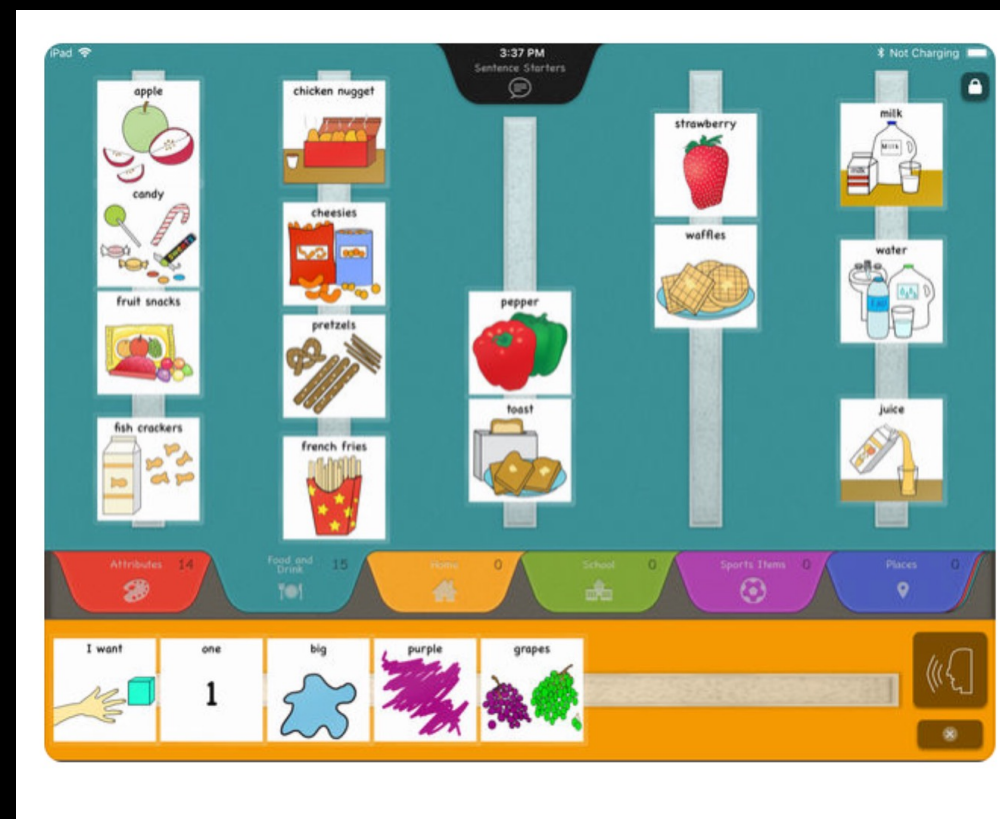 iPad
3:37 PM
Not Charging
Sentence Starters
apple
candy
fruit snacks
fish crackers
chicken nugget
cheesies
pretzels
french fries
pepper
toast
strawberry
waffles
milk
MILK
milk
water
juice
Attributes 14
Food and
Drink 15
Home 0
School 0
Sports Items 0
Places 0
I want
one
1
big
purple
grapes